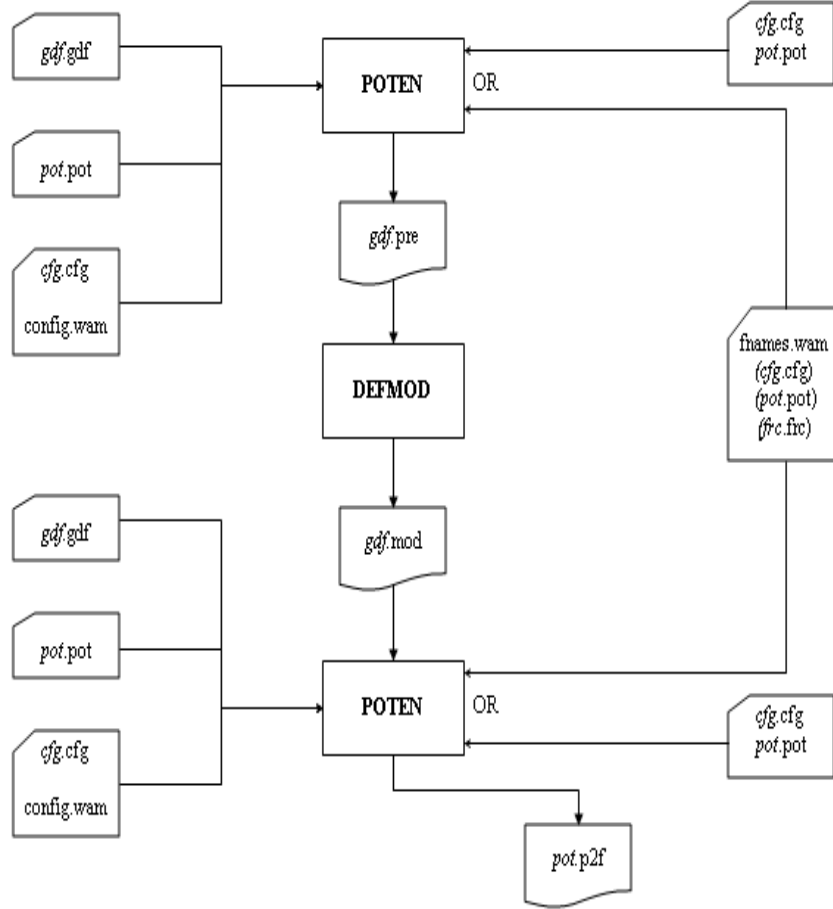 gdf.gdf
pot.pot
cfg.cfg
config.wam
POTEN
OR
cfg.cfg
pot.pot
gdf.pre
DEFMOD
fnames.wam
(cfg.cfg)
(pot.pot)
(frc.frc)
gdf.mod
gdf.gdf
pot.pot
cfg.cfg
config.wam
POTEN
OR
cfg.cfg
pot.pot
pot.p2f